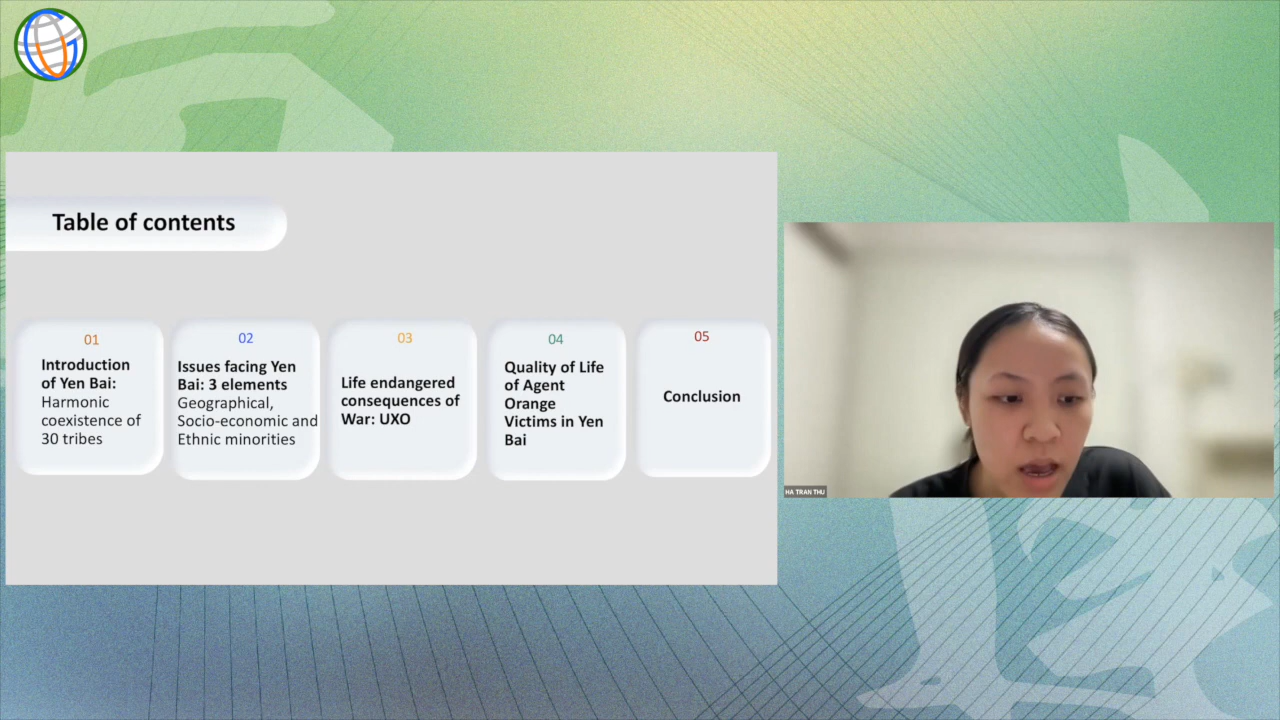 Table of contents
01
Introduction
of Yen Bai:
Harmonic
coexistence of
30 tribes
02
Issues facing Yen
Bai: 3 elements
Geographical,
Socio-economic and
Ethnic minorities
03
Life endangered
consequences of
War: UXO
04
Quality of Life
of Agent
Orange
Victims in Yen
Bai
05
Conclusion
HA TRAN THU